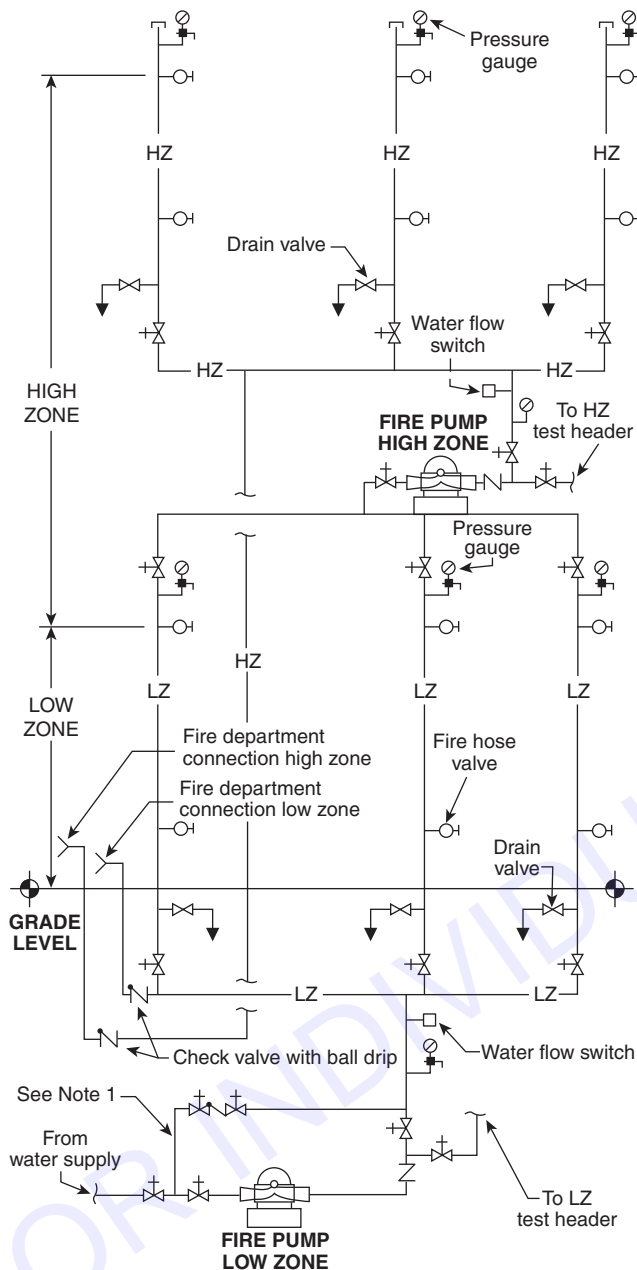 Pressure
gauge
HZ
HZ
HZ
Drain valve
Water flow
switch
HZ
HZ
HIGH
ZONE
FIRE PUMP
HIGH ZONE
To HZ
test header
Pressure
gauge
HZ
LZ
LZ
LZ
LOW
ZONE
Fire department
connection high zone
Fire department
connection low zone
Fire hose
valve
Drain
valve
GRADE
LEVEL
LZ
LZ
Check valve with ball drip
Water flow switch
See Note 1
From
water supply
To LZ
test header
FIRE PUMP
LOW ZONE
OR INDIVIDU